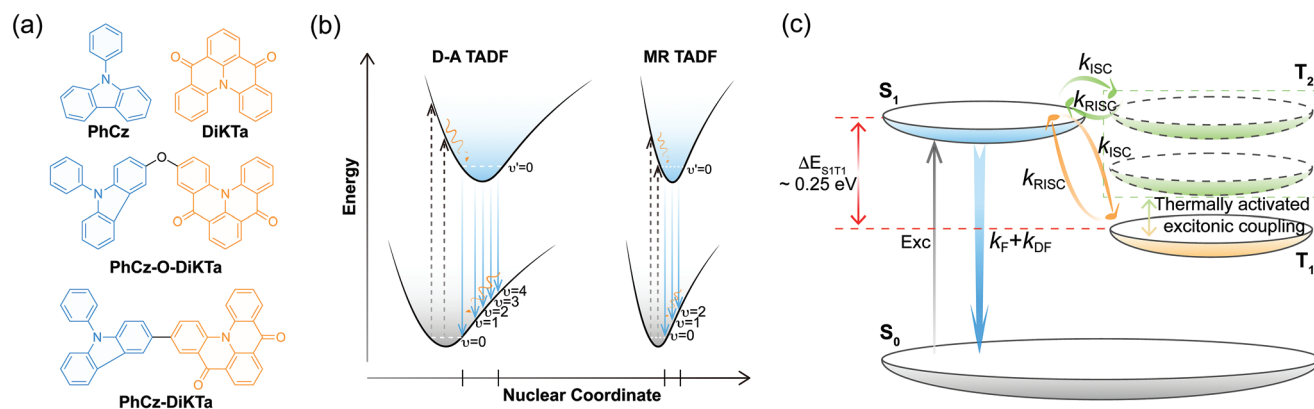 (a)
N
PhCz
O
O
N
DiKTa
O
N
N
O
O
PhCz-O-DiKTa
N
N
O
O
PhCz-DiKTa
(b)
D-A TADF
MR TADF
Energy
υ'=0
υ'=0
υ=4
υ=3
υ=2
υ=1
υ=0
υ=2
υ=1
υ=0
Nuclear Coordinate
(c)
S1
T2
kISC
kRISC
kISC
kRISC
ΔES1T1
~ 0.25 eV
Thermally activated
excitonic coupling
Exc
kF+kDF
T1
S0